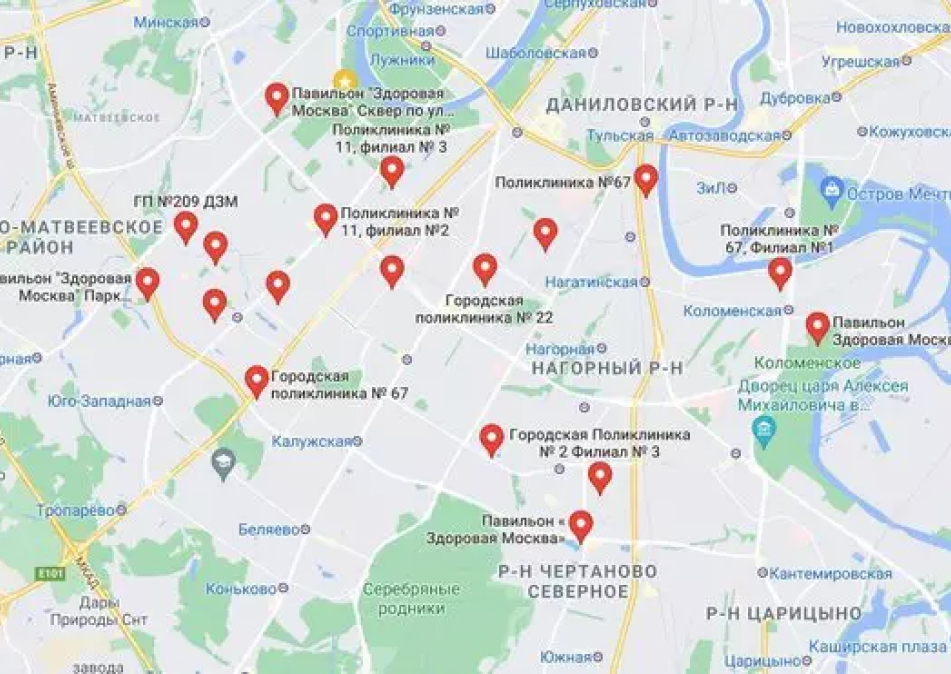 Фрунзенская
Серпуховская
Минская
Спортивная
Новохохловска
Р-Н
Лужники
Шаболовская
Угрешская
Аминьевское ш.
МАТВЕЕВСКОЕ
Павильон "Здоровая
Москва" Сквер по ул...
ДАНИЛОВСКИЙ Р-Н
Дубровка
Поликлиника №
11, филиал № 3
Тульская
Автозаводская
Кожуховска
Поликлиника №67
ЗиЛ
Остров Мечты
ГП №209 ДЗМ
Поликлиника №
11, филиал №2
О-МАТВЕЕВСКОЕ
РАЙОН
Поликлиника №
67, Филиал №1
авильон "Здоровая
Москва" Парк...
Нагатинская
Городская
поликлиника № 22
Коломенская
Павильон
Здоровая Москв
рная
Нагорная
НАГОРНЫЙ Р-Н
Коломенское
Городская
поликлиника № 67
Дворец царя Алексея
Михайловича в...
Юго-Западная
Калужская
Городская Поликлиника
№ 2 Филиал № 3
Тропарёво
Беляево
Павильон «
Здоровая Москва»
E101
МКАД
Р-Н ЧЕРТАНОВО
СЕВЕРНОЕ
Кантемировская
Коньково
Серебряные
родники
Дары
Природы Снт
Р-Н ЦАРИЦЫНО
Каширская плаза
завода
Южная
Царицыно